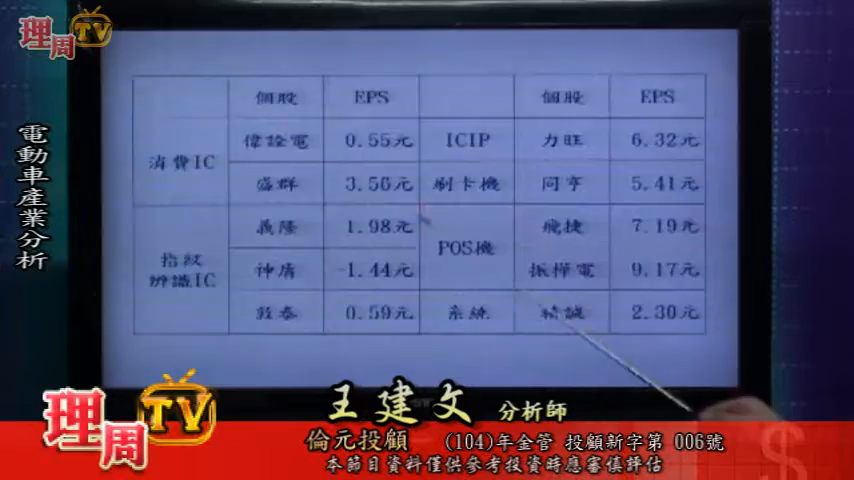 理周TV
電動車產業分析
個股 EPS 個股 EPS
消費IC 偉詮電 0.55元 ICIP 力旺 6.32元
盛群 3.56元 刷卡機 同亨 5.41元
指紋辨識IC 義隆 1.98元 POS機 飛捷 7.19元
神盾 -1.44元 振樺電 9.17元
敦泰 0.59元 系統 精誠 2.30元
理周TV
王建文 分析師
倫元投顧 (104)年金管 投顧新字第 006號
本節目資料僅供參考投資時應審慎評估